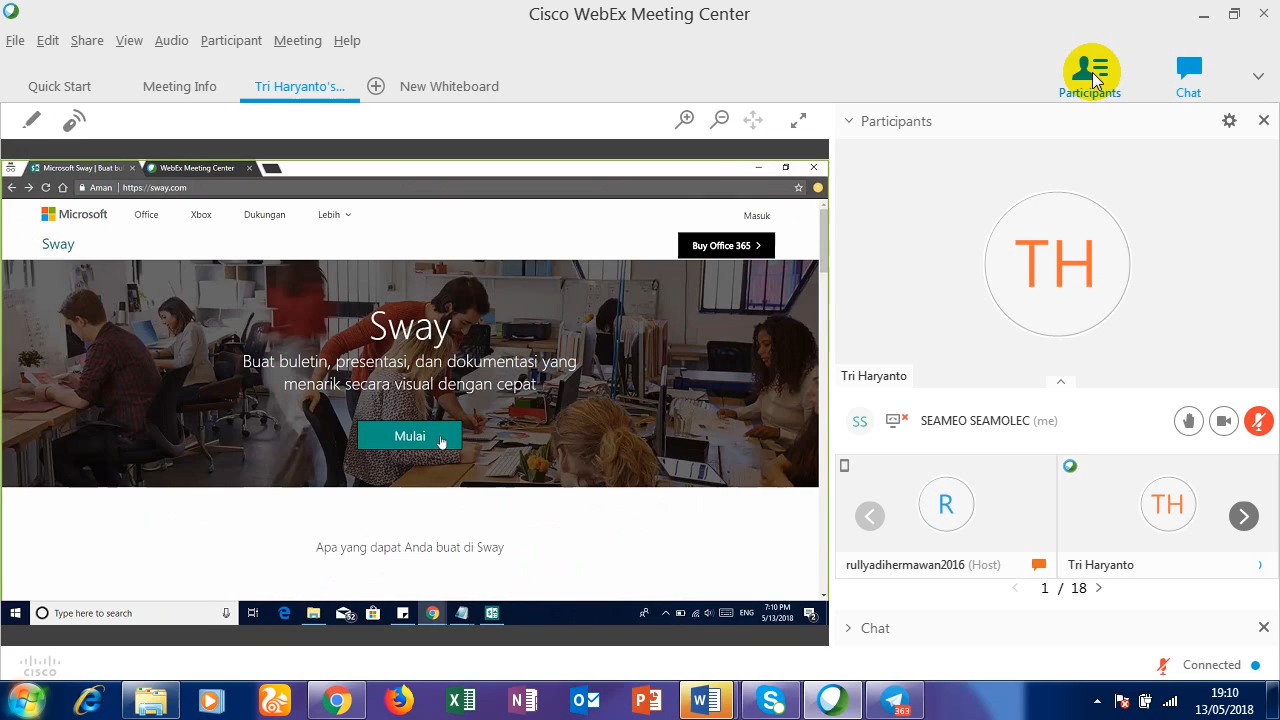 Cisco WebEx Meeting Center
File Edit Share View Audio Participant Meeting Help
Quick Start
Meeting Info
Tri Haryanto's...
New Whiteboard
Participants
Chat
Participants
Microsoft Sway | Buat bu
WebEx Meeting Center
Aman
https://sway.com
Microsoft
Office
Xbox
Dukungan
Lebih
Masuk
Sway
Buy Office 365
Sway
Buat buletin, presentasi, dan dokumentasi yang
menarik secara visual dengan cepat
Mulai
Apa yang dapat Anda buat di Sway
Type here to search
52
ENG
7:10 PM
5/13/2018
2
TH
Tri Haryanto
SS
SEAMEO SEAMOLEC (me)
R
TH
rullyadihermawan2016 (Host)
Tri Haryanto
1 / 18
Chat
CISCO
Connected
363
19:10
13/05/2018